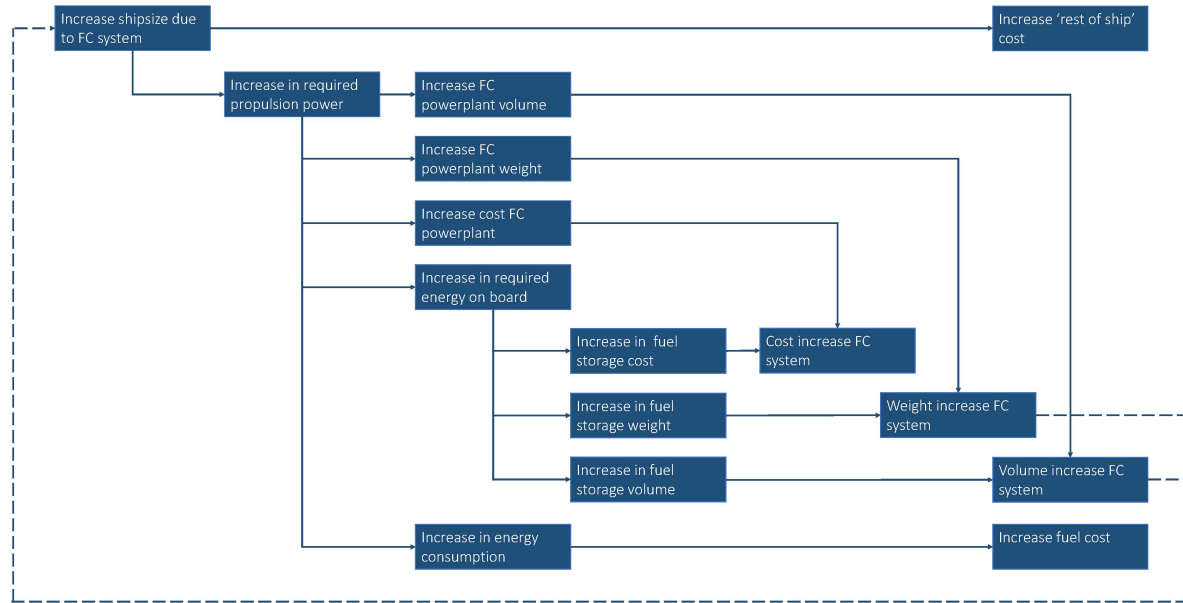 Increase shipsize due
to FC system
Increase ‘rest of ship’
cost
Increase in required
propulsion power
Increase FC
powerplant volume
Increase FC
powerplant weight
Increase cost FC
powerplant
Increase in required
energy on board
Increase in  fuel
storage cost
Cost increase FC
system
Increase in fuel
storage weight
Weight increase FC
system
Increase in fuel
storage volume
Volume increase FC
system
Increase in energy
consumption
Increase fuel cost